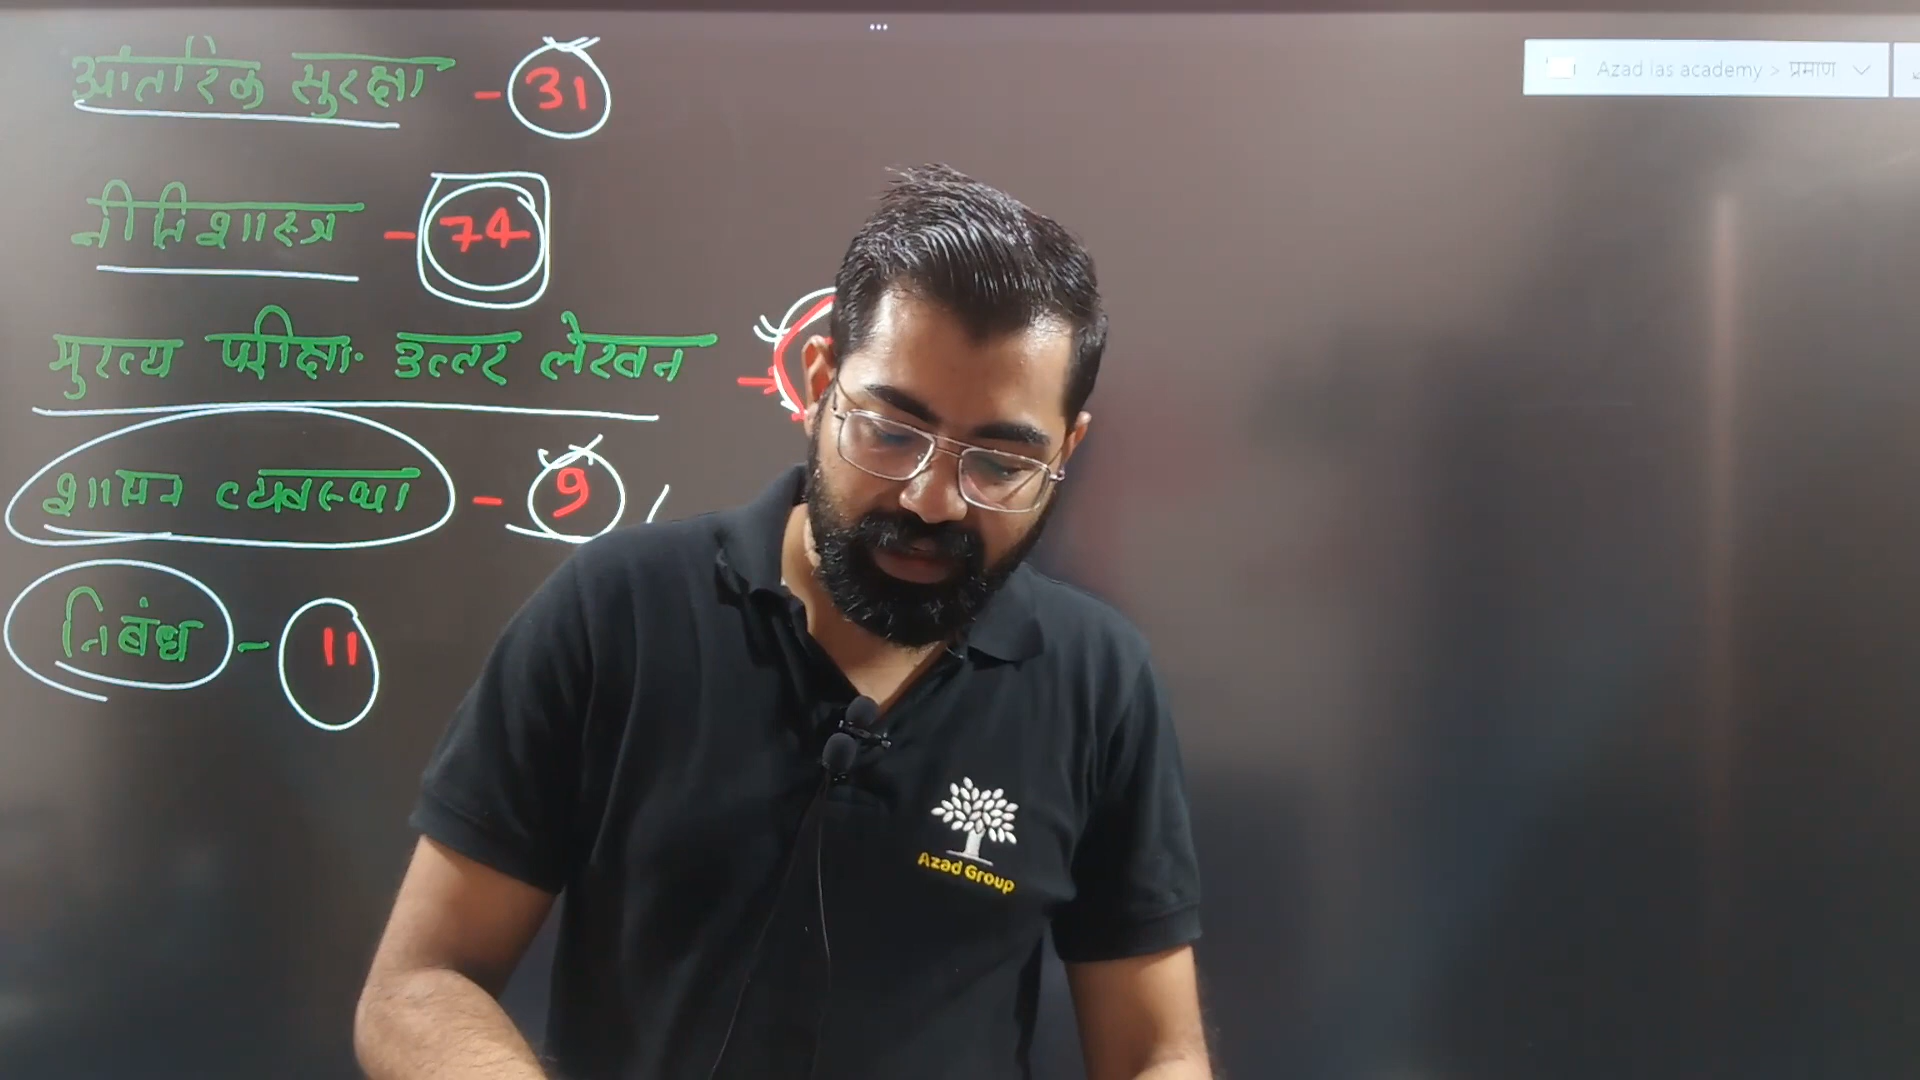 आंतरिक सुरक्षा - 31
Azad ias academy > प्रमाण
नीतिशास्त्र - 74
मुख्य परीक्षा उत्तर लेखन -
शासन व्यवस्था - 9
निबंध - 11
Azad Group